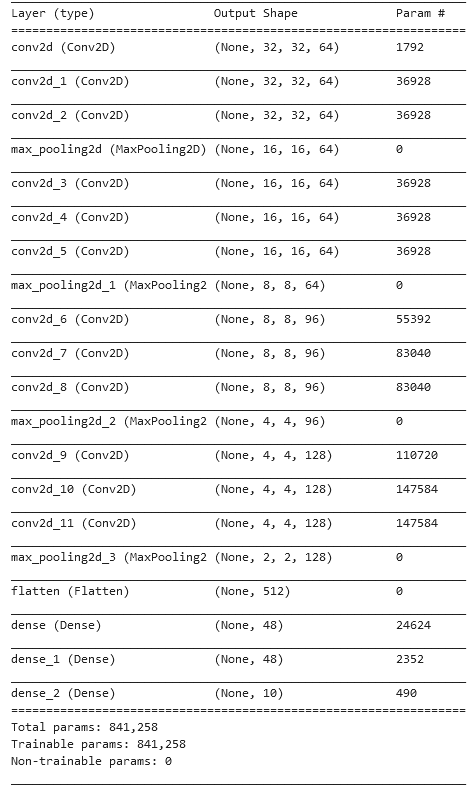 Layer (type) Output Shape Param #
==================================================================
conv2d (Conv2D) (None, 32, 32, 64) 1792
conv2d_1 (Conv2D) (None, 32, 32, 64) 36928
conv2d_2 (Conv2D) (None, 32, 32, 64) 36928
max_pooling2d (MaxPooling2D) (None, 16, 16, 64) 0
conv2d_3 (Conv2D) (None, 16, 16, 64) 36928
conv2d_4 (Conv2D) (None, 16, 16, 64) 36928
conv2d_5 (Conv2D) (None, 16, 16, 64) 36928
max_pooling2d_1 (MaxPooling2 (None, 8, 8, 64) 0
conv2d_6 (Conv2D) (None, 8, 8, 96) 55392
conv2d_7 (Conv2D) (None, 8, 8, 96) 83040
conv2d_8 (Conv2D) (None, 8, 8, 96) 83040
max_pooling2d_2 (MaxPooling2 (None, 4, 4, 96) 0
conv2d_9 (Conv2D) (None, 4, 4, 128) 110720
conv2d_10 (Conv2D) (None, 4, 4, 128) 147584
conv2d_11 (Conv2D) (None, 4, 4, 128) 147584
max_pooling2d_3 (MaxPooling2 (None, 2, 2, 128) 0
flatten (Flatten) (None, 512) 0
dense (Dense) (None, 48) 24624
dense_1 (Dense) (None, 48) 2352
dense_2 (Dense) (None, 10) 490
==================================================================
Total params: 841,258
Trainable params: 841,258
Non-trainable params: 0